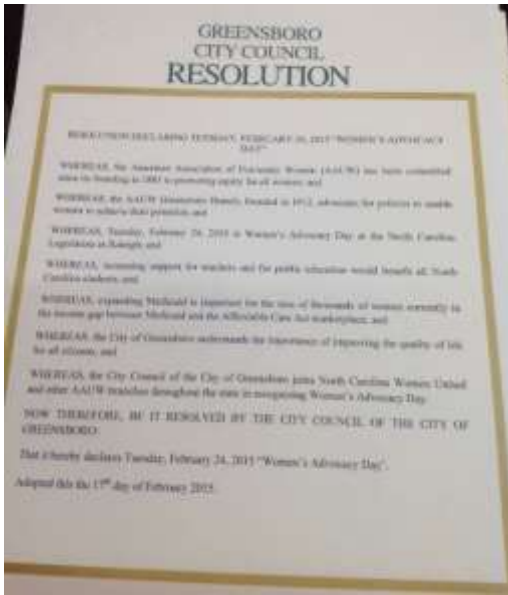 GREENSBORO
CITY COUNCIL
RESOLUTION
RESOLUTION DECLARING TUESDAY, FEBRUARY 24, 2015 "WOMEN'S ADVOCACY
DAY"
WHEREAS, the American Association of University Women (AAUW) has been committed
since its founding in 1881 to promoting equity for all women; and
WHEREAS, the AAUW Greensboro Branch, founded in advocates for policies to enable
women to achieve their potential; and
WHEREAS, Tuesday, February 24, 2015 is Women's Advocacy Day at the North Carolina
Legislature in Raleigh; and
WHEREAS, increasing support for teachers and for public education would benefit all North
Carolina students; and
WHEREAS, expanding Medicaid is important for the tens of thousands of women currently in
the income gap between Medicaid and the Affordable Care Act marketplace; and
WHEREAS, the City of Greensboro understands the importance of improving the quality of life
for all citizens; and
WHEREAS, the City Council of the City of Greensboro joins North Carolina Women United
and other AAUW branches throughout the state in recognizing Women's Advocacy Day.
NOW THEREFORE, BE IT RESOLVED BY THE CITY COUNCIL OF THE CITY OF
GREENSBORO:
That it hereby declares Tuesday, February 24, 2015 "Women's Advocacy Day".
Adopted this the 17th day of February 2015.